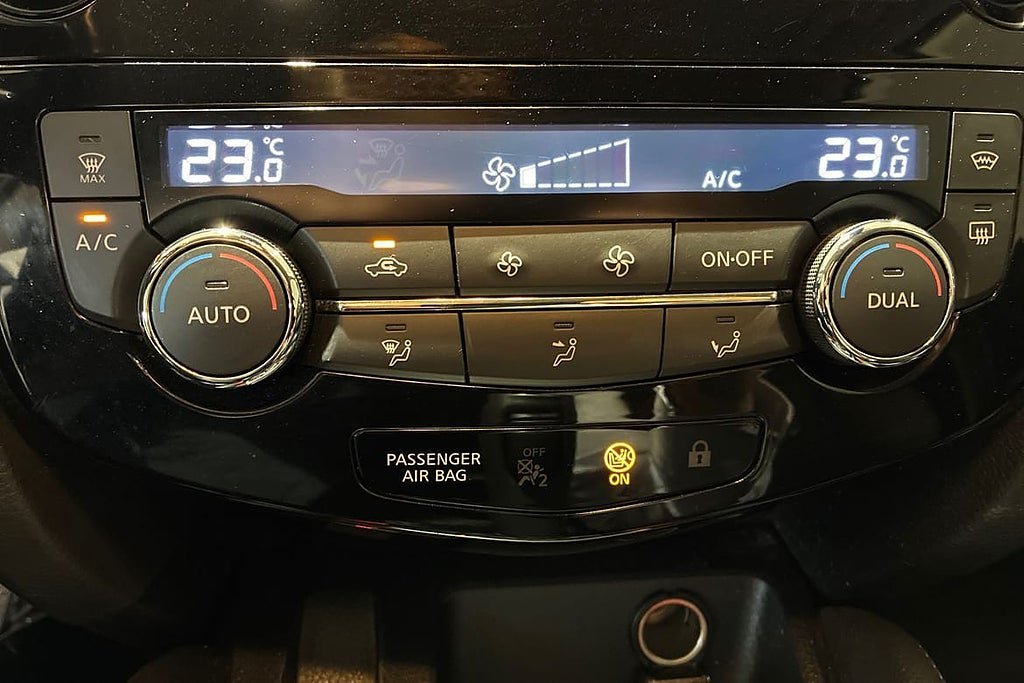 23.0 °C
A/C
23.0 °C
MAX
A/C
AUTO
ON·OFF
DUAL
PASSENGER
AIR BAG
OFF
2
ON